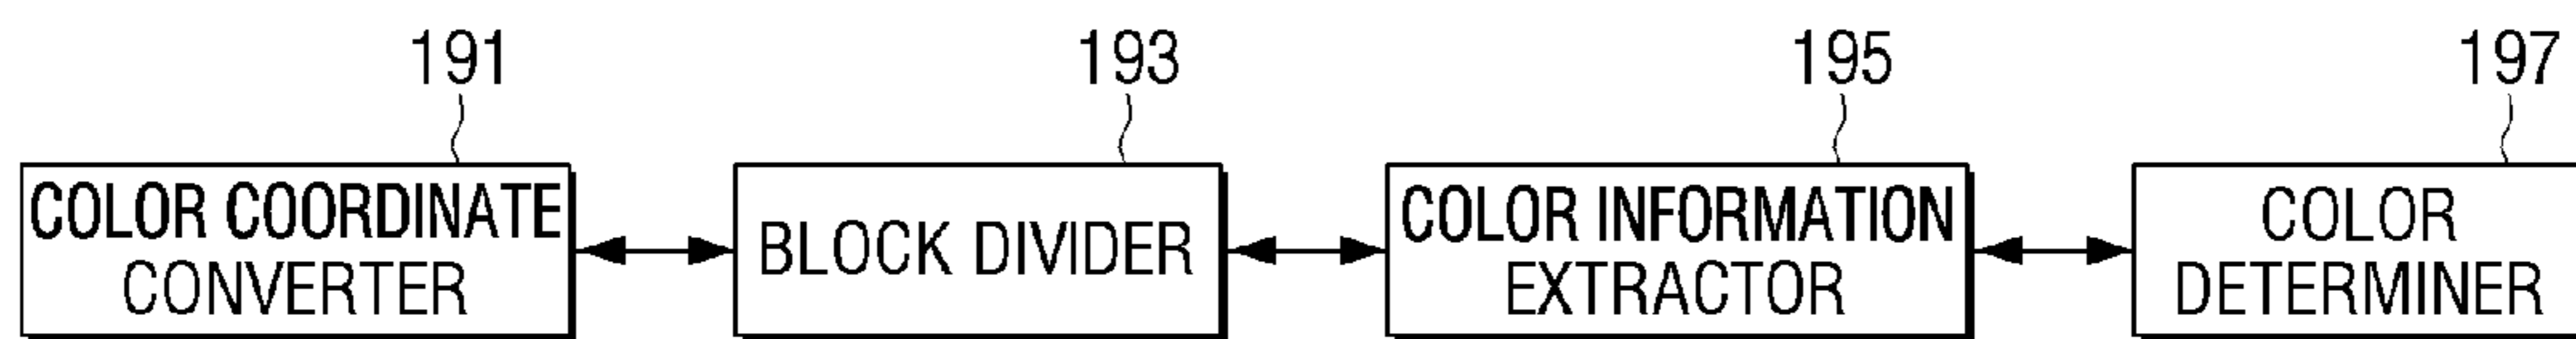 191 193 195 197
COLOR COORDINATE
CONVERTER
BLOCK DIVIDER
COLOR INFORMATION
EXTRACTOR
COLOR
DETERMINER